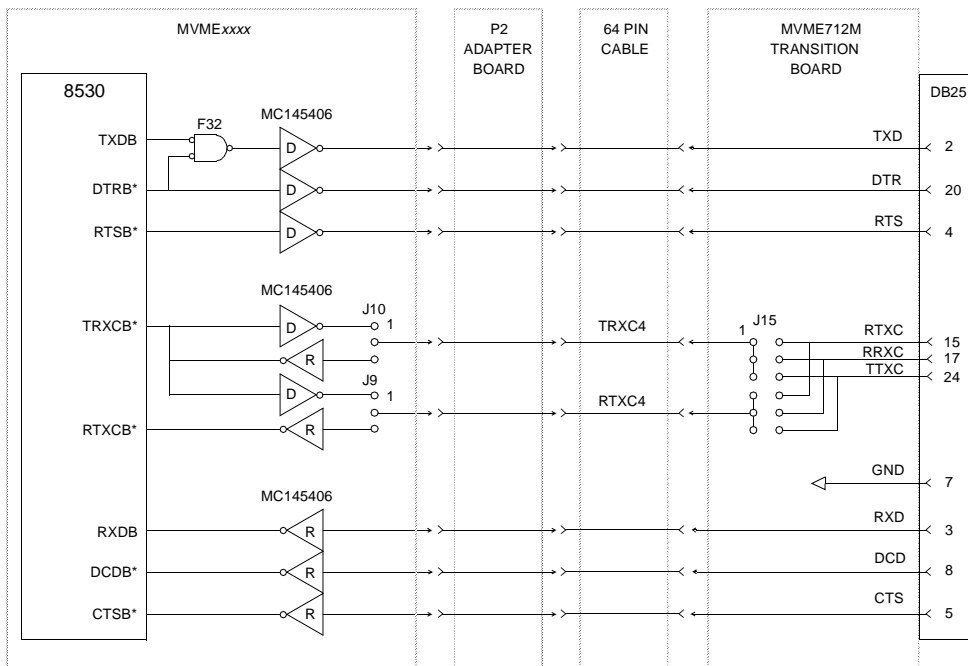 MVMExxxx
P2
ADAPTER
BOARD
64 PIN
CABLE
MVME712M
TRANSITION
BOARD
8530
DB25
MC145406
F32
TXDB
D
TXD
2
DTRB*
D
DTR
20
RTSB*
D
RTS
4
MC145406
J10
TRXCB*
D
1
TRXC4
1
J15
RTXC
15
R
RRXC
17
J9
TTXC
24
D
1
RTXC4
RTXCB*
R
GND
7
MC145406
RXDB
R
RXD
3
DCDB*
R
DCD
8
CTSB*
R
CTS
5